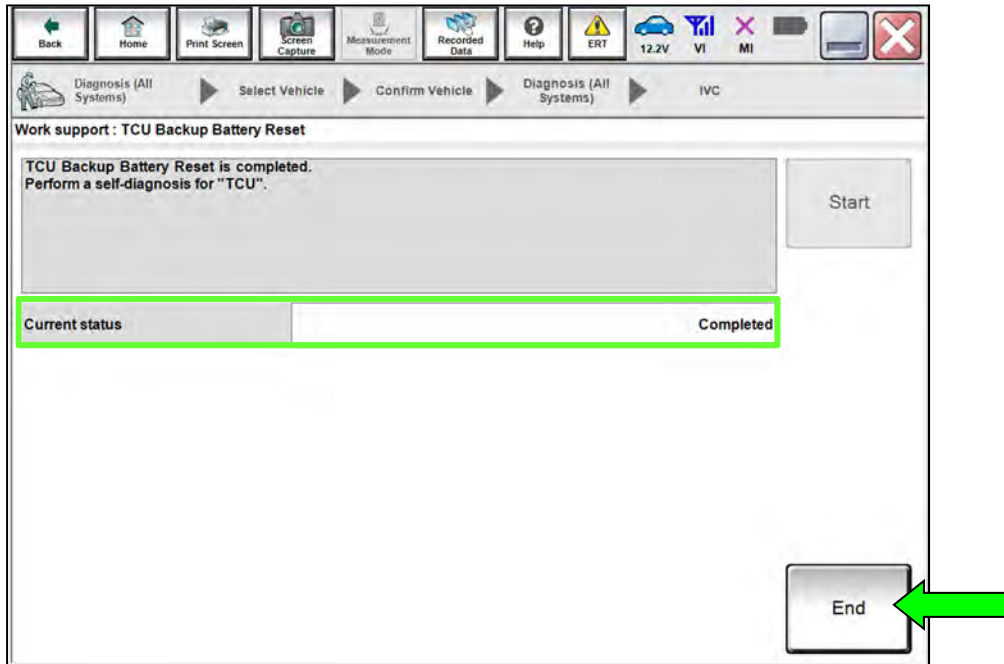 Back
Home
Print Screen
Screen
Capture
Measurement
Mode
Recorded
Data
Help
ERT
12.2V
VI
MI
Diagnosis (All
Systems)
Select Vehicle
Confirm Vehicle
Diagnosis (All
Systems)
IVC
Work support : TCU Backup Battery Reset
TCU Backup Battery Reset is completed.
Perform a self-diagnosis for "TCU".
Start
Current status
Completed
End